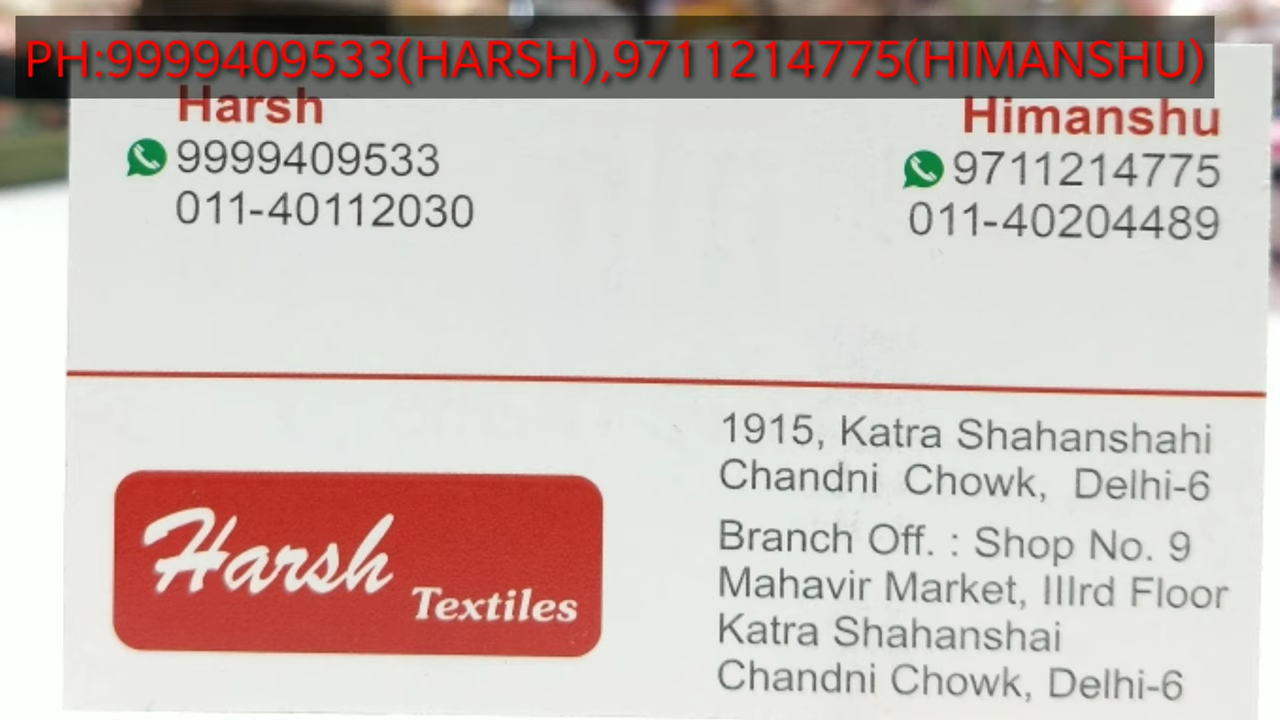 PH:9999409533(HARSH),9711214775(HIMANSHU)
Harsh
9999409533
011-40112030
Himanshu
9711214775
011-40204489
Harsh
Textiles
1915, Katra Shahanshahi
Chandni Chowk, Delhi-6
Branch Off. : Shop No. 9
Mahavir Market, IIIrd Floor
Katra Shahanshai
Chandni Chowk, Delhi-6